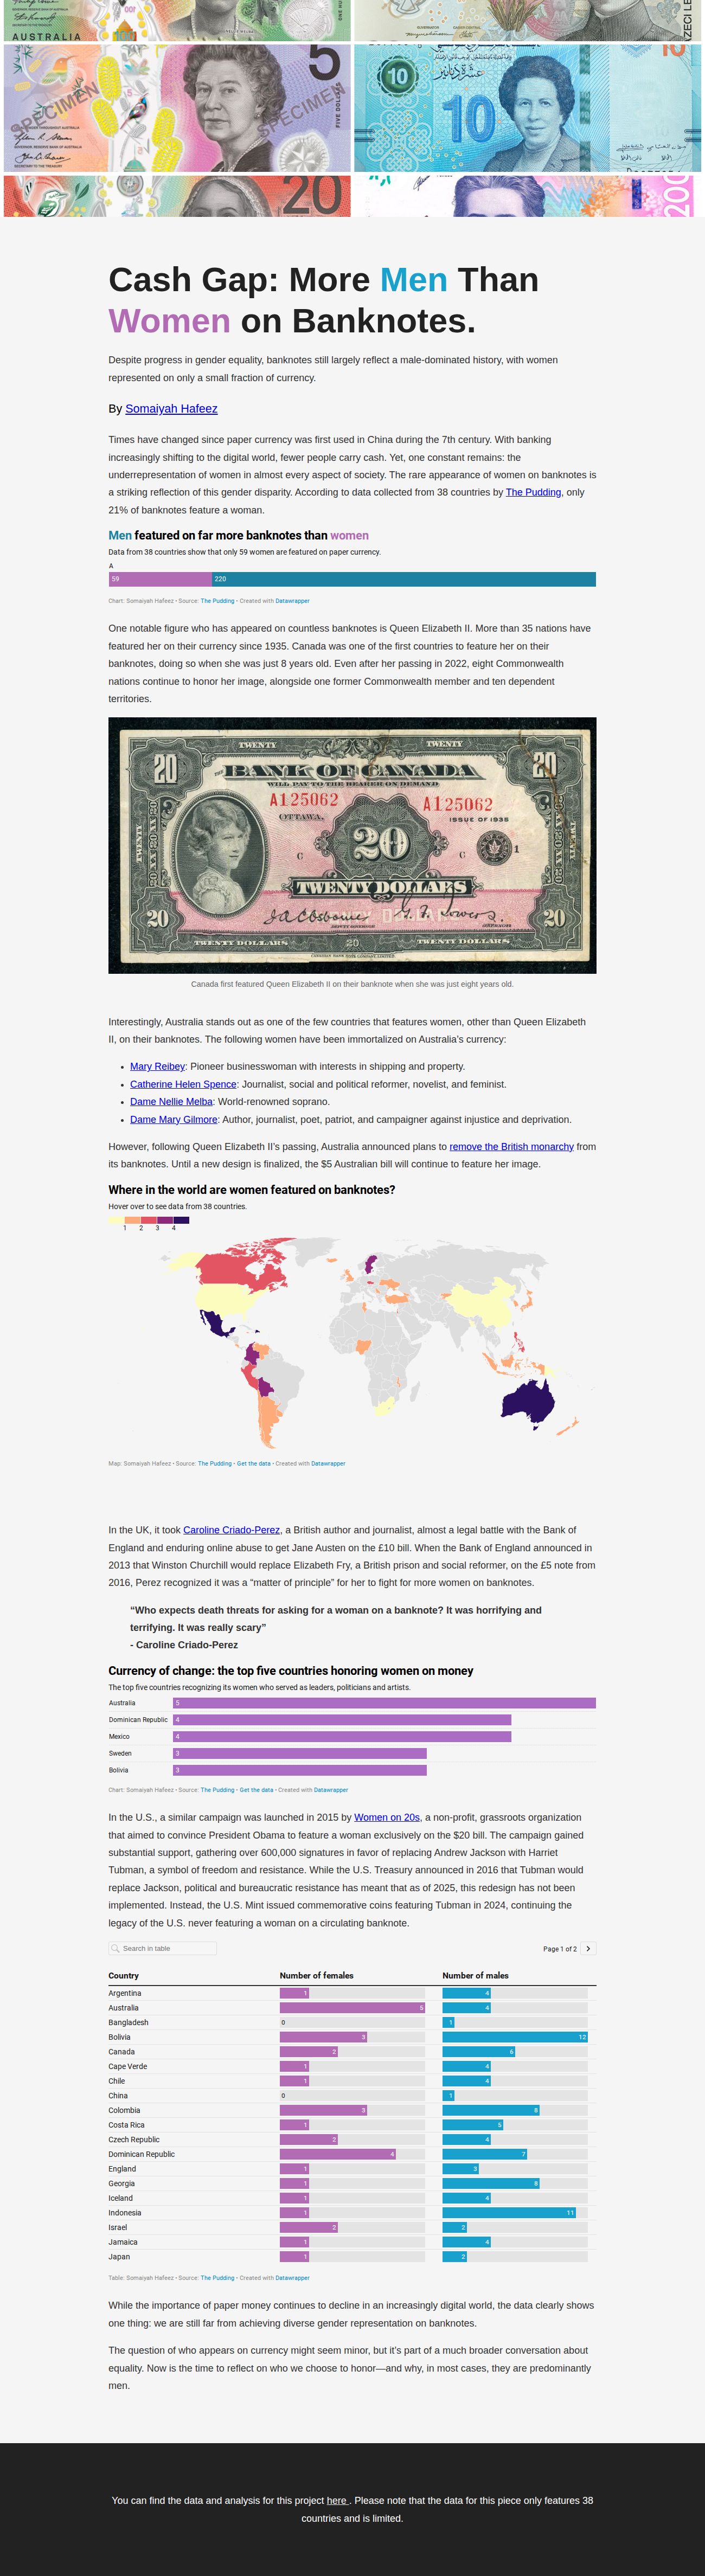 AUSTRALIA
SPECIMEN
5
SPECIMEN
FIVE DOLLARS
10
عشرة دنانير
10
20
200
Cash Gap: More Men Than
Women on Banknotes.
Despite progress in gender equality, banknotes still largely reflect a male-dominated history, with women
represented on only a small fraction of currency.
By Somaiyah Hafeez
Times have changed since paper currency was first used in China during the 7th century. With banking
increasingly shifting to the digital world, fewer people carry cash. Yet, one constant remains: the
underrepresentation of women in almost every aspect of society. The rare appearance of women on banknotes is
a striking reflection of this gender disparity. According to data collected from 38 countries by The Pudding, only
21% of banknotes feature a woman.
Men featured on far more banknotes than women
Data from 38 countries show that only 59 women are featured on paper currency.
A
59 220
Chart: Somaiyah Hafeez • Source: The Pudding • Created with Datawrapper
One notable figure who has appeared on countless banknotes is Queen Elizabeth II. More than 35 nations have
featured her on their currency since 1935. Canada was one of the first countries to feature her on their
banknotes, doing so when she was just 8 years old. Even after her passing in 2022, eight Commonwealth
nations continue to honor her image, alongside one former Commonwealth member and ten dependent
territories.
TWENTY TWENTY
20 THE BANK OF CANADA 20
WILL PAY TO THE BEARER ON DEMAND
A125062 A125062
OTTAWA. ISSUE OF 1935
C 20 C 1
TWENTY DOLLARS
20 20
TWENTY DOLLARS 20 TWENTY DOLLARS
Canada first featured Queen Elizabeth II on their banknote when she was just eight years old.
Interestingly, Australia stands out as one of the few countries that features women, other than Queen Elizabeth
II, on their banknotes. The following women have been immortalized on Australia’s currency:
• Mary Reibey: Pioneer businesswoman with interests in shipping and property.
• Catherine Helen Spence: Journalist, social and political reformer, novelist, and feminist.
• Dame Nellie Melba: World-renowned soprano.
• Dame Mary Gilmore: Author, journalist, poet, patriot, and campaigner against injustice and deprivation.
However, following Queen Elizabeth II’s passing, Australia announced plans to remove the British monarchy from
its banknotes. Until a new design is finalized, the $5 Australian bill will continue to feature her image.
Where in the world are women featured on banknotes?
Hover over to see data from 38 countries.
1 2 3 4
Map: Somaiyah Hafeez • Source: The Pudding • Get the data • Created with Datawrapper
In the UK, it took Caroline Criado-Perez, a British author and journalist, almost a legal battle with the Bank of
England and enduring online abuse to get Jane Austen on the £10 bill. When the Bank of England announced in
2013 that Winston Churchill would replace Elizabeth Fry, a British prison and social reformer, on the £5 note from
2016, Perez recognized it was a “matter of principle” for her to fight for more women on banknotes.
“Who expects death threats for asking for a woman on a banknote? It was horrifying and
terrifying. It was really scary”
- Caroline Criado-Perez
Currency of change: the top five countries honoring women on money
The top five countries recognizing its women who served as leaders, politicians and artists.
Australia 5
Dominican Republic 4
Mexico 4
Sweden 3
Bolivia 3
Chart: Somaiyah Hafeez • Source: The Pudding • Get the data • Created with Datawrapper
In the U.S., a similar campaign was launched in 2015 by Women on 20s, a non-profit, grassroots organization
that aimed to convince President Obama to feature a woman exclusively on the $20 bill. The campaign gained
substantial support, gathering over 600,000 signatures in favor of replacing Andrew Jackson with Harriet
Tubman, a symbol of freedom and resistance. While the U.S. Treasury announced in 2016 that Tubman would
replace Jackson, political and bureaucratic resistance has meant that as of 2025, this redesign has not been
implemented. Instead, the U.S. Mint issued commemorative coins featuring Tubman in 2024, continuing the
legacy of the U.S. never featuring a woman on a circulating banknote.
Search in table Page 1 of 2
Country Number of females Number of males
Argentina 1 4
Australia 5 4
Bangladesh 0 1
Bolivia 3 12
Canada 2 6
Cape Verde 1 4
Chile 1 4
China 0 1
Colombia 3 8
Costa Rica 1 5
Czech Republic 2 4
Dominican Republic 4 7
England 1 3
Georgia 1 8
Iceland 1 4
Indonesia 1 11
Israel 2 2
Jamaica 1 4
Japan 1 2
Table: Somaiyah Hafeez • Source: The Pudding • Created with Datawrapper
While the importance of paper money continues to decline in an increasingly digital world, the data clearly shows
one thing: we are still far from achieving diverse gender representation on banknotes.
The question of who appears on currency might seem minor, but it’s part of a much broader conversation about
equality. Now is the time to reflect on who we choose to honor—and why, in most cases, they are predominantly
men.
You can find the data and analysis for this project here . Please note that the data for this piece only features 38
countries and is limited.